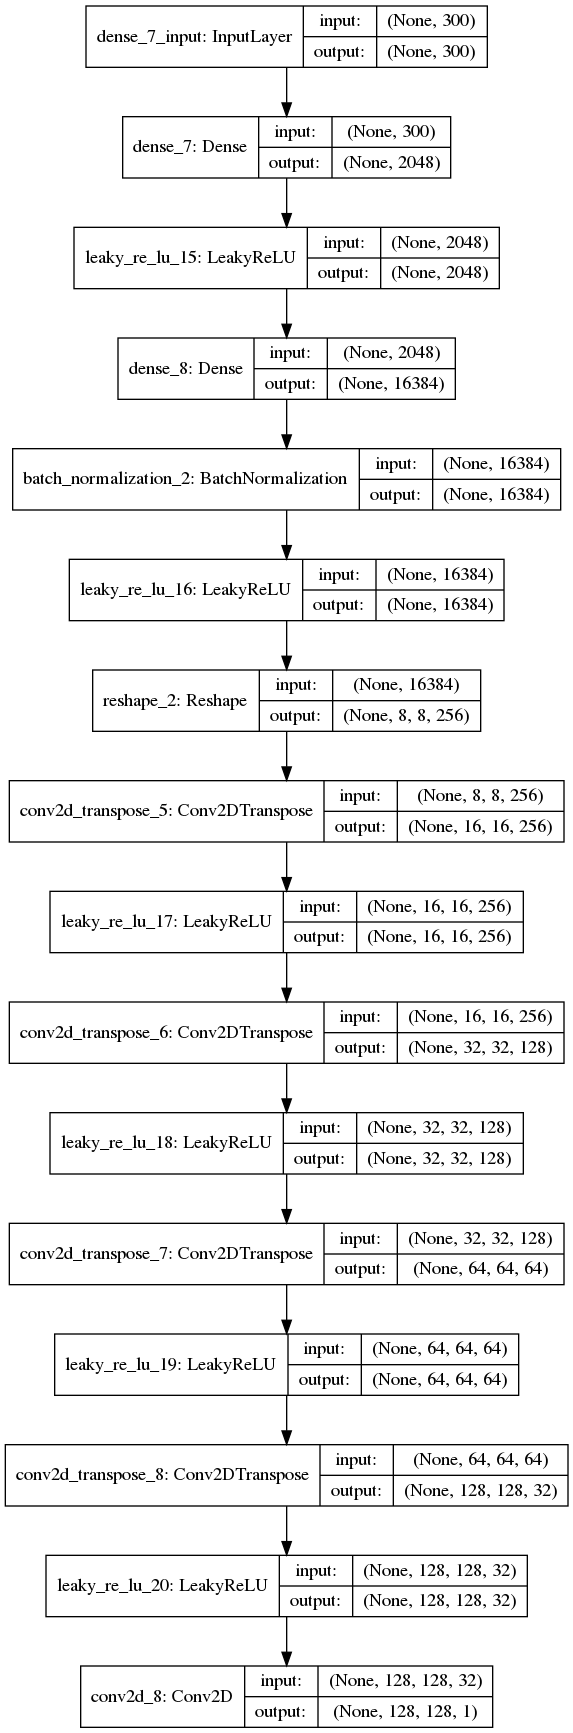 dense_7_input: InputLayer
input: (None, 300)
output: (None, 300)
dense_7: Dense
input: (None, 300)
output: (None, 2048)
leaky_re_lu_15: LeakyReLU
input: (None, 2048)
output: (None, 2048)
dense_8: Dense
input: (None, 2048)
output: (None, 16384)
batch_normalization_2: BatchNormalization
input: (None, 16384)
output: (None, 16384)
leaky_re_lu_16: LeakyReLU
input: (None, 16384)
output: (None, 16384)
reshape_2: Reshape
input: (None, 16384)
output: (None, 8, 8, 256)
conv2d_transpose_5: Conv2DTranspose
input: (None, 8, 8, 256)
output: (None, 16, 16, 256)
leaky_re_lu_17: LeakyReLU
input: (None, 16, 16, 256)
output: (None, 16, 16, 256)
conv2d_transpose_6: Conv2DTranspose
input: (None, 16, 16, 256)
output: (None, 32, 32, 128)
leaky_re_lu_18: LeakyReLU
input: (None, 32, 32, 128)
output: (None, 32, 32, 128)
conv2d_transpose_7: Conv2DTranspose
input: (None, 32, 32, 128)
output: (None, 64, 64, 64)
leaky_re_lu_19: LeakyReLU
input: (None, 64, 64, 64)
output: (None, 64, 64, 64)
conv2d_transpose_8: Conv2DTranspose
input: (None, 64, 64, 64)
output: (None, 128, 128, 32)
leaky_re_lu_20: LeakyReLU
input: (None, 128, 128, 32)
output: (None, 128, 128, 32)
conv2d_8: Conv2D
input: (None, 128, 128, 32)
output: (None, 128, 128, 1)